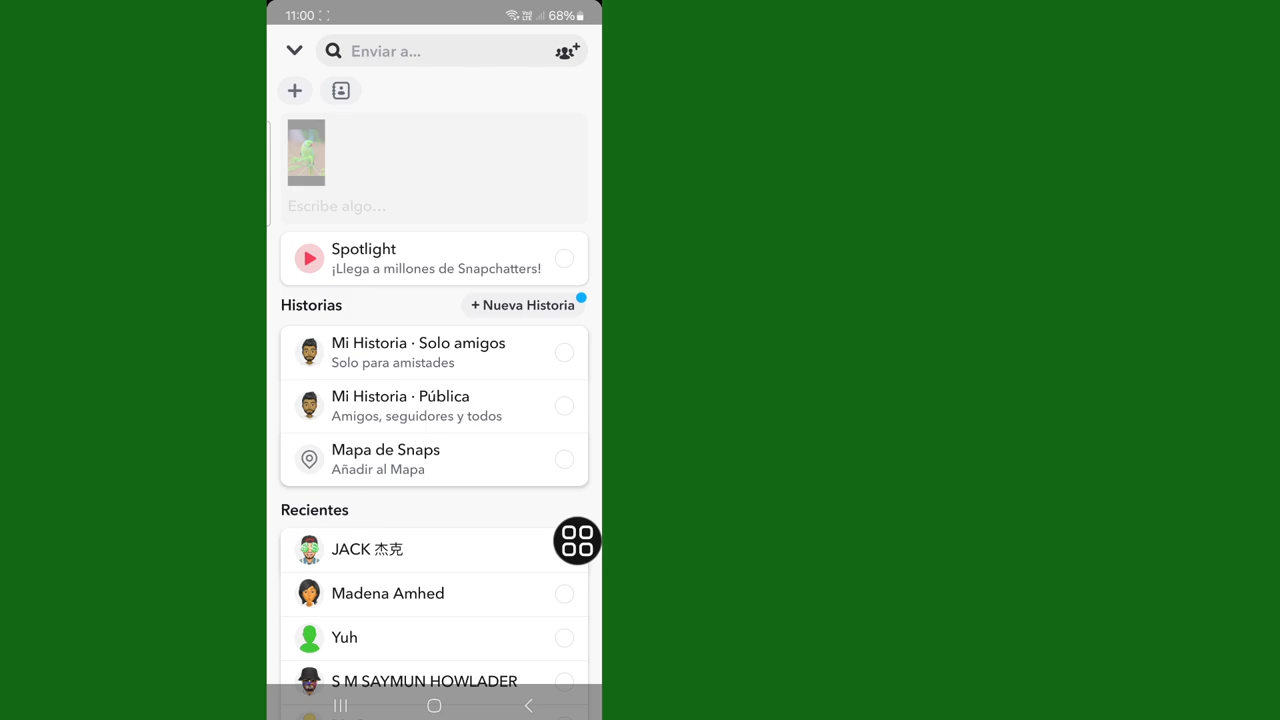 11:00
68%
Enviar a...
Escribe algo...
Spotlight
¡Llega a millones de Snapchatters!
Historias
+ Nueva Historia
Mi Historia · Solo amigos
Solo para amistades
Mi Historia · Pública
Amigos, seguidores y todos
Mapa de Snaps
Añadir al Mapa
Recientes
JACK 杰克
Madena Amhed
Yuh
S M SAYMUN HOWLADER